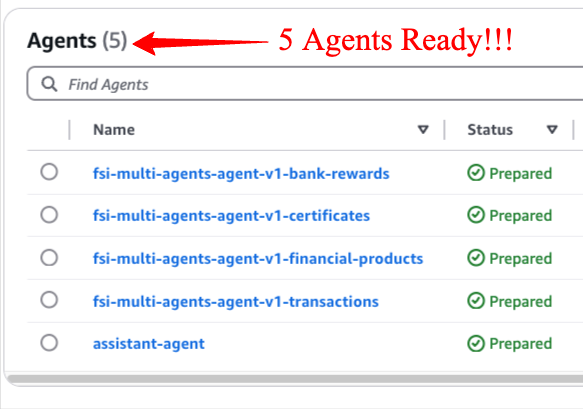 Agents (5) 5 Agents Ready!!!
Find Agents
Name Status
fsi-multi-agents-agent-v1-bank-rewards Prepared
fsi-multi-agents-agent-v1-certificates Prepared
fsi-multi-agents-agent-v1-financial-products Prepared
fsi-multi-agents-agent-v1-transactions Prepared
assistant-agent Prepared